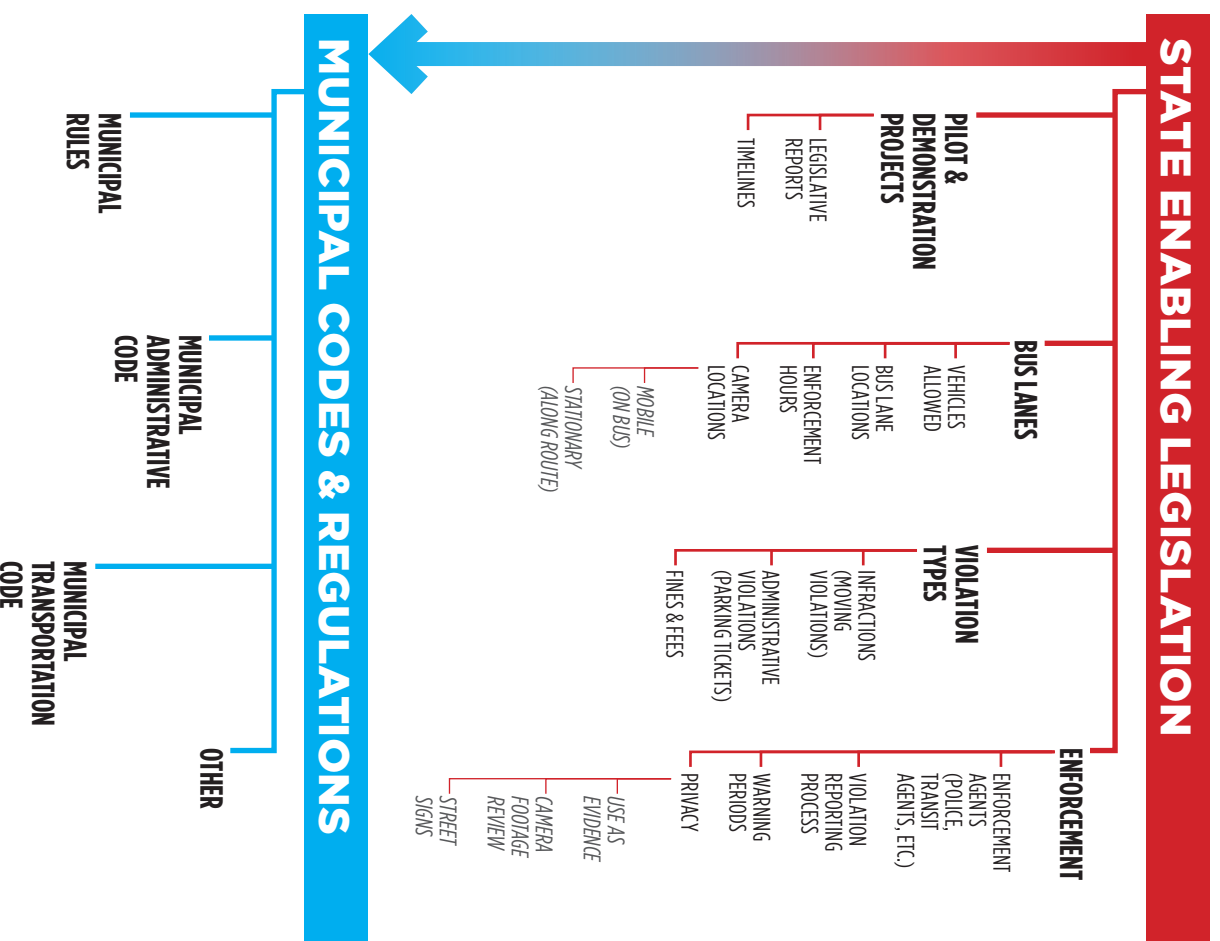 STATE ENABLING LEGISLATION
PILOT &
DEMONSTRATION
PROJECTS
LEGISLATIVE
REPORTS
TIMELINES
BUS LANES
VEHICLES
ALLOWED
BUS LANE
LOCATIONS
ENFORCEMENT
HOURS
CAMERA
LOCATIONS
MOBILE
(ON BUS)
STATIONARY
(ALONG ROUTE)
VIOLATION
TYPES
INFRACTIONS
(MOVING
VIOLATIONS)
ADMINISTRATIVE
VIOLATIONS
(PARKING TICKETS)
FINES & FEES
ENFORCEMENT
ENFORCEMENT
AGENTS
(POLICE,
TRANSIT
AGENTS, ETC.)
VIOLATION
REPORTING
PROCESS
WARNING
PERIODS
PRIVACY
USE AS
EVIDENCE
CAMERA
FOOTAGE
REVIEW
STREET
SIGNS
MUNICIPAL CODES & REGULATIONS
MUNICIPAL
RULES
MUNICIPAL
ADMINISTRATIVE
CODE
MUNICIPAL
TRANSPORTATION
CODE
OTHER